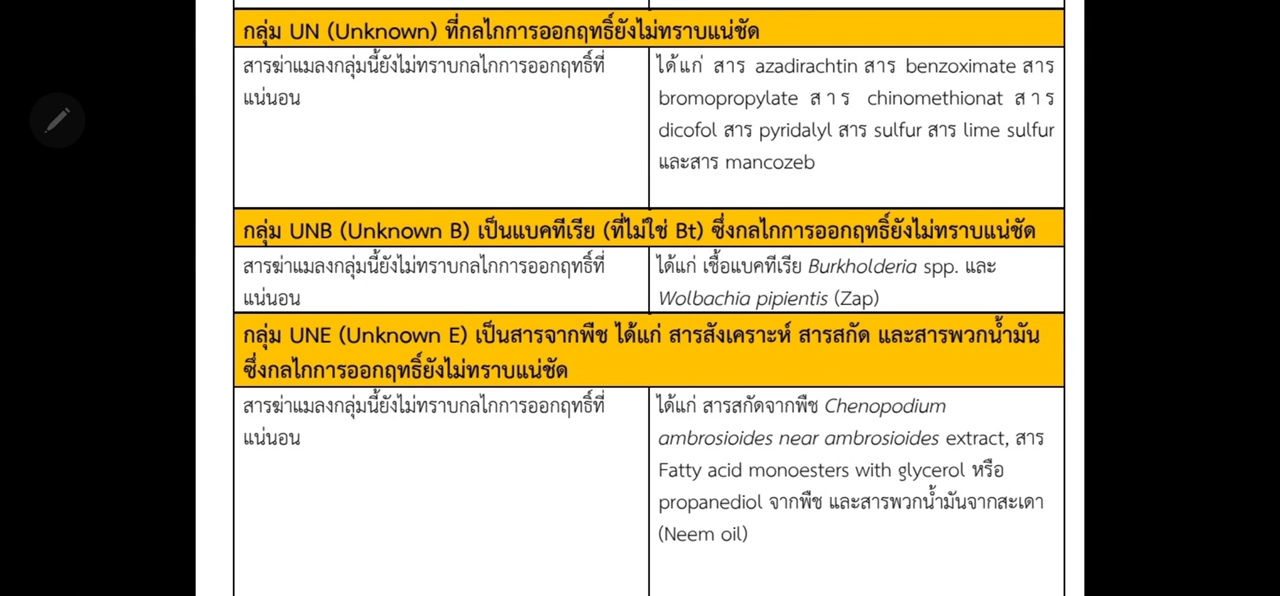 กลุ่ม UN (Unknown) ที่กลไกการออกฤทธิ์ยังไม่ทราบแน่ชัด
สารฆ่าแมลงกลุ่มนี้ยังไม่ทราบกลไกการออกฤทธิ์ที่
แน่นอน
ได้แก่ สาร azadirachtin สาร benzoximate สาร
bromopropylate สาร chinomethionat สาร
dicofol สาร pyridalyl สาร sulfur สาร lime sulfur
และสาร mancozeb
กลุ่ม UNB (Unknown B) เป็นแบคทีเรีย (ที่ไม่ใช่ Bt) ซึ่งกลไกการออกฤทธิ์ยังไม่ทราบแน่ชัด
สารฆ่าแมลงกลุ่มนี้ยังไม่ทราบกลไกการออกฤทธิ์ที่
แน่นอน
ได้แก่ เชื้อแบคทีเรีย Burkholderia spp. และ
Wolbachia pipientis (Zap)
กลุ่ม UNE (Unknown E) เป็นสารจากพืช ได้แก่ สารสังเคราะห์ สารสกัด และสารพวกน้ำมัน
ซึ่งกลไกการออกฤทธิ์ยังไม่ทราบแน่ชัด
สารฆ่าแมลงกลุ่มนี้ยังไม่ทราบกลไกการออกฤทธิ์ที่
แน่นอน
ได้แก่ สารสกัดจากพืช Chenopodium
ambrosioides near ambrosioides extract, สาร
Fatty acid monoesters with glycerol หรือ
propanediol จากพืช และสารพวกน้ำมันจากสะเดา
(Neem oil)